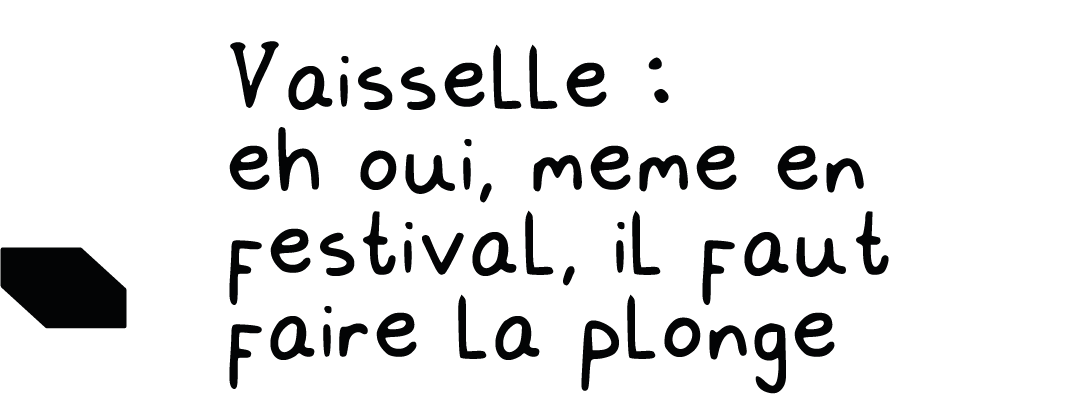 Vaisselle :
eh oui, meme en
festival, il faut
faire la plonge